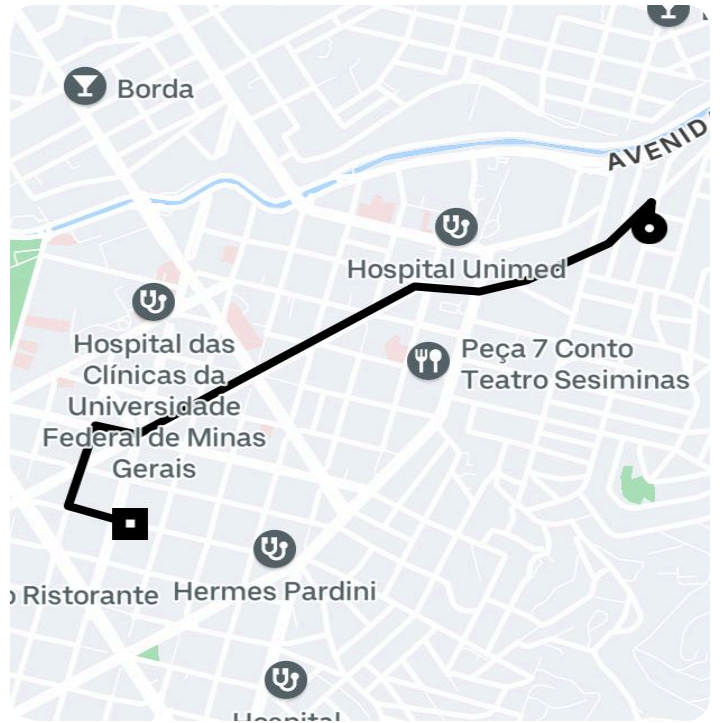 Borda
AVENID
Hospital Unimed
Hospital das
Clínicas da
Universidade
Federal de Minas
Gerais
Peça 7 Conto
Teatro Sesiminas
Ristorante
Hermes Pardini
Hospital